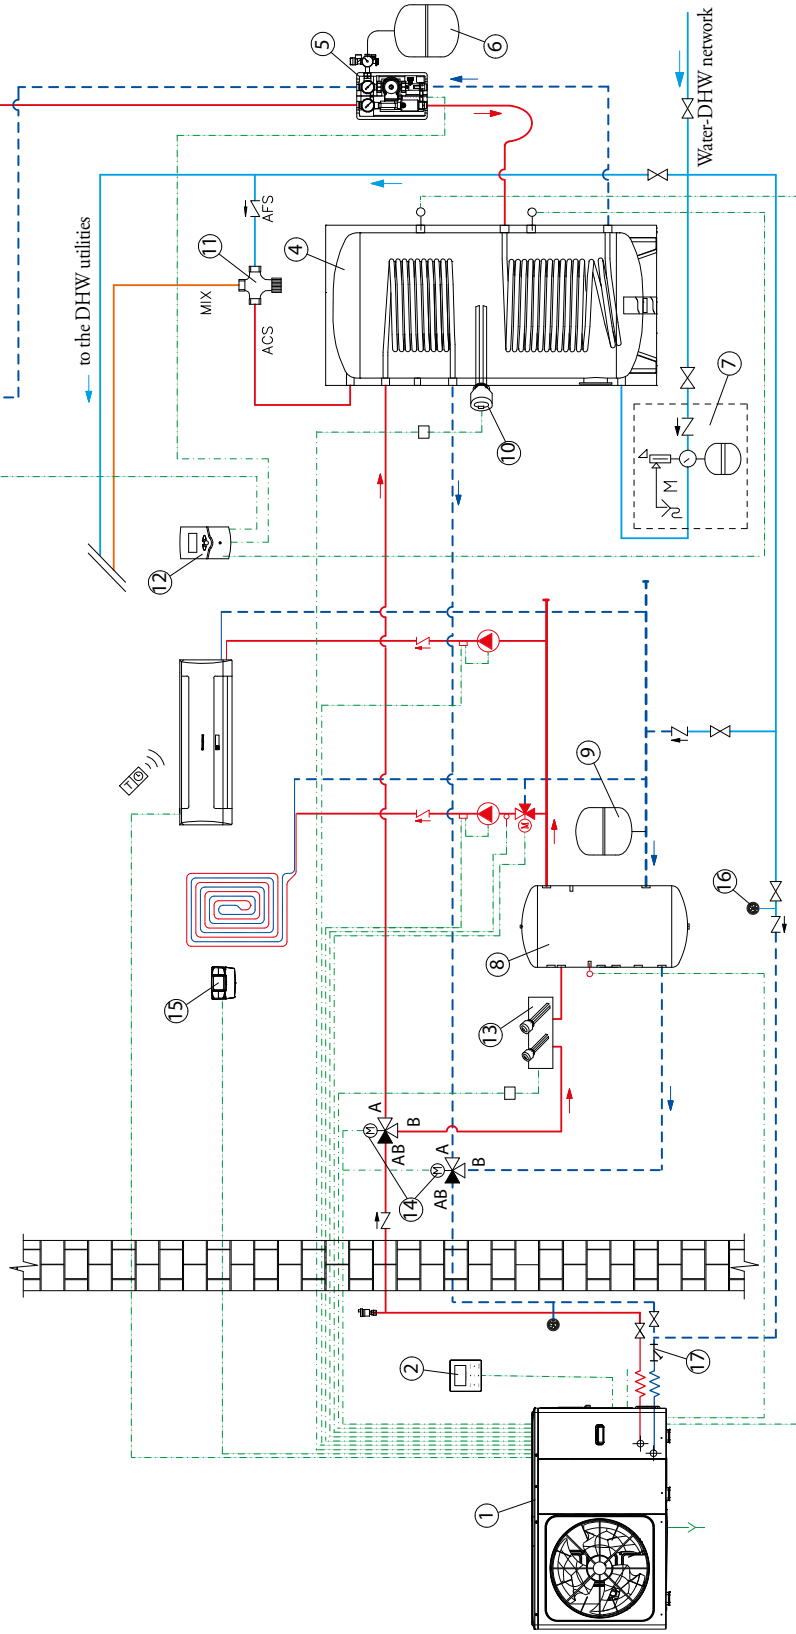 5
6
Water-DHW network
to the DHW utilities
AFS
11
4
MIX
ACS
7
M
10
12
T
9
M
16
8
15
13
A
M
B
AB
A
M
B
AB
14
2
17
1